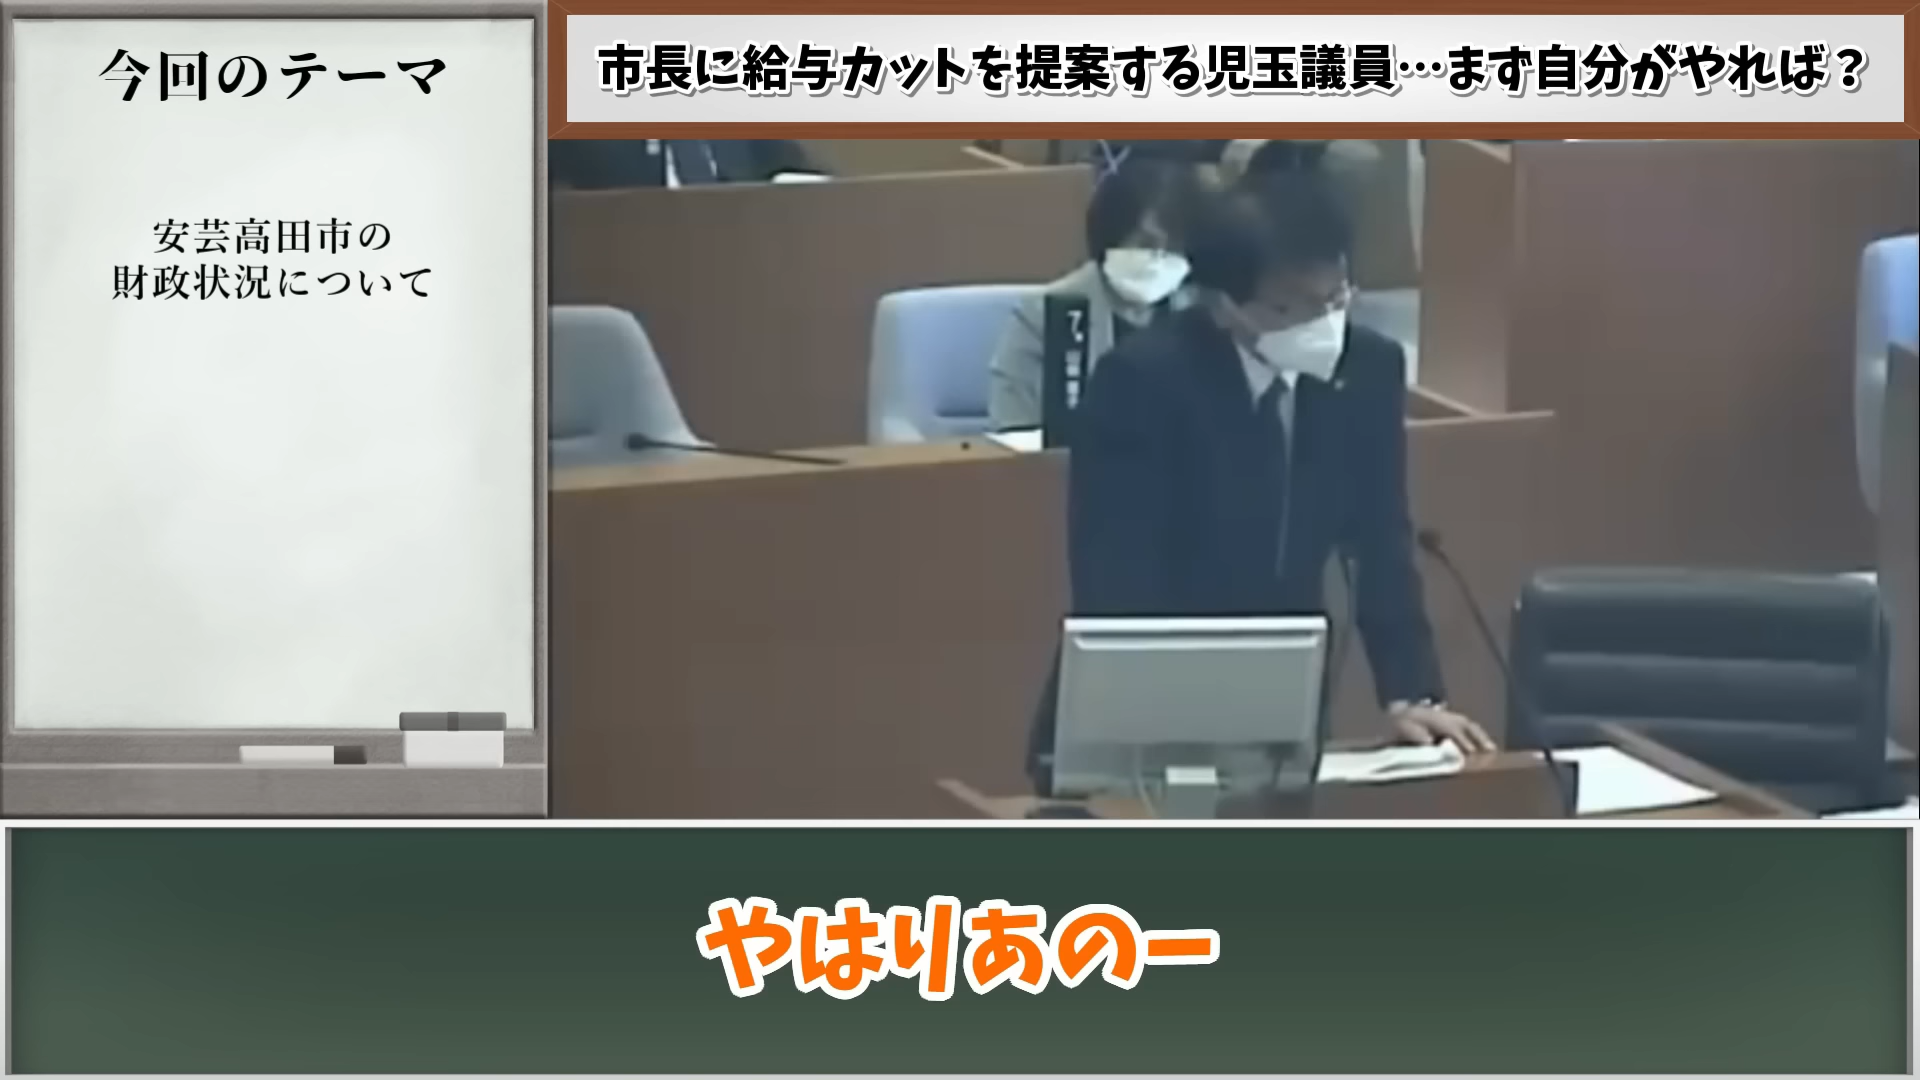 今回のテーマ
安芸高田市の
財政状況について
市長に給与カットを提案する児玉議員…まず自分がやれば？
7.
やはりあのー